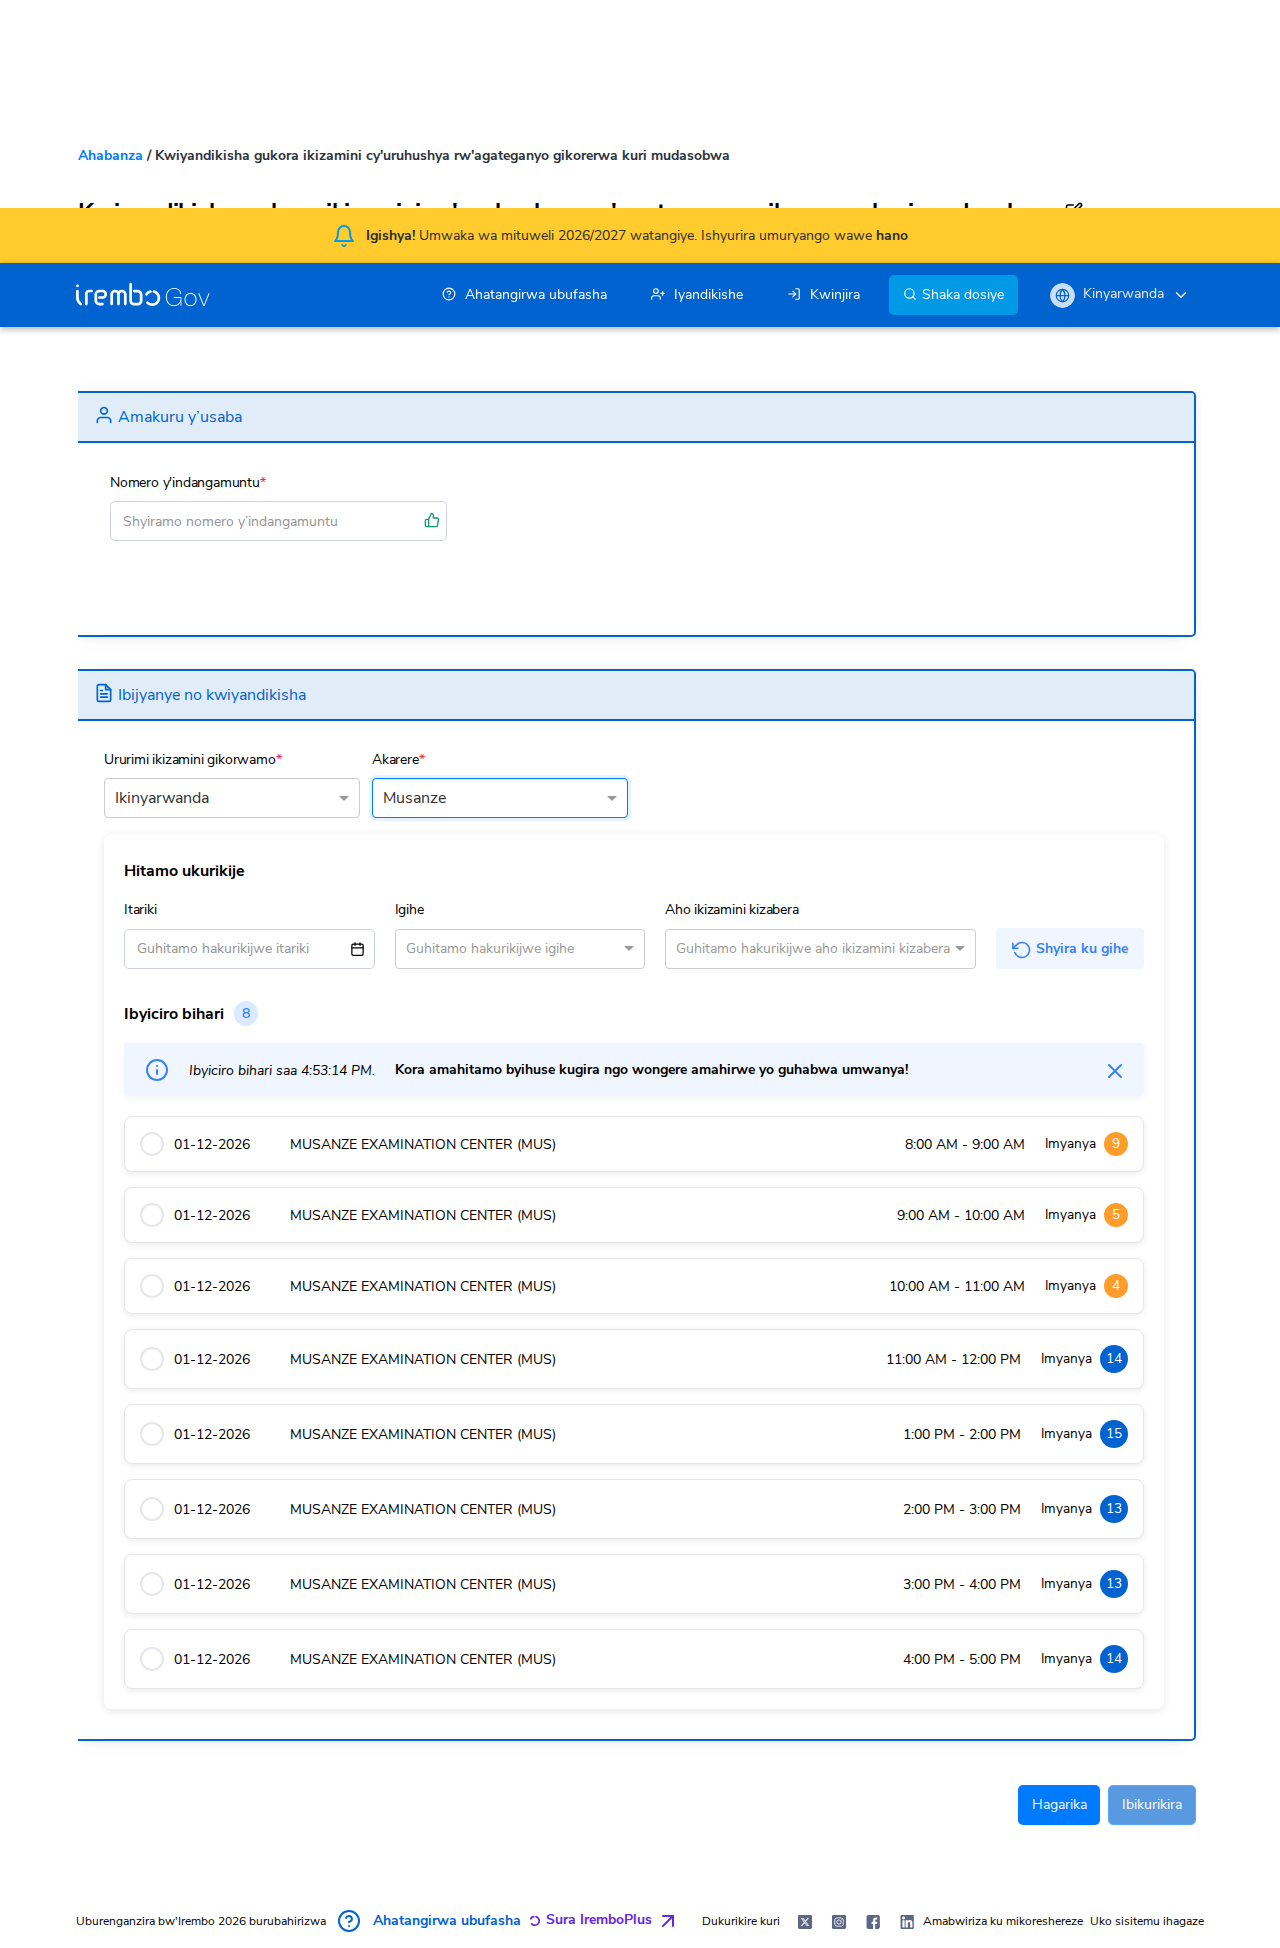 Ahabanza / Kwiyandikisha gukora ikizamini cy'uruhushya rw'agateganyo gikorerwa kuri mudasobwa
Kwiyandikisha gukora ikizamini cy'uruhushya rw'agateganyo gikorerwa kuri mudasobwa
Igishya! Umwaka wa mituweli 2026/2027 watangiye. Ishyurira umuryango wawe hano
irembo Gov
Ahatangirwa ubufasha
Iyandikishe
Kwinjira
Shaka dosiye
Kinyarwanda
Amakuru y’usaba
Nomero y'indangamuntu*
Shyiramo nomero y’indangamuntu
Ibijyanye no kwiyandikisha
Ururimi ikizamini gikorwamo* Akarere*
Ikinyarwanda Musanze
Hitamo ukurikije
Itariki Igihe Aho ikizamini kizabera
Guhitamo hakurikijwe itariki Guhitamo hakurikijwe igihe Guhitamo hakurikijwe aho ikizamini kizabera Shyira ku gihe
Ibyiciro bihari 8
Ibyiciro bihari saa 4:53:14 PM. Kora amahitamo byihuse kugira ngo wongere amahirwe yo guhabwa umwanya!
01-12-2026 MUSANZE EXAMINATION CENTER (MUS) 8:00 AM - 9:00 AM Imyanya 9
01-12-2026 MUSANZE EXAMINATION CENTER (MUS) 9:00 AM - 10:00 AM Imyanya 5
01-12-2026 MUSANZE EXAMINATION CENTER (MUS) 10:00 AM - 11:00 AM Imyanya 4
01-12-2026 MUSANZE EXAMINATION CENTER (MUS) 11:00 AM - 12:00 PM Imyanya 14
01-12-2026 MUSANZE EXAMINATION CENTER (MUS) 1:00 PM - 2:00 PM Imyanya 15
01-12-2026 MUSANZE EXAMINATION CENTER (MUS) 2:00 PM - 3:00 PM Imyanya 13
01-12-2026 MUSANZE EXAMINATION CENTER (MUS) 3:00 PM - 4:00 PM Imyanya 13
01-12-2026 MUSANZE EXAMINATION CENTER (MUS) 4:00 PM - 5:00 PM Imyanya 14
Hagarika Ibikurikira
Uburenganzira bw'Irembo 2026 burubahirizwa Ahatangirwa ubufasha Sura IremboPlus Dukurikire kuri Amabwiriza ku mikoreshereze Uko sisitemu ihagaze